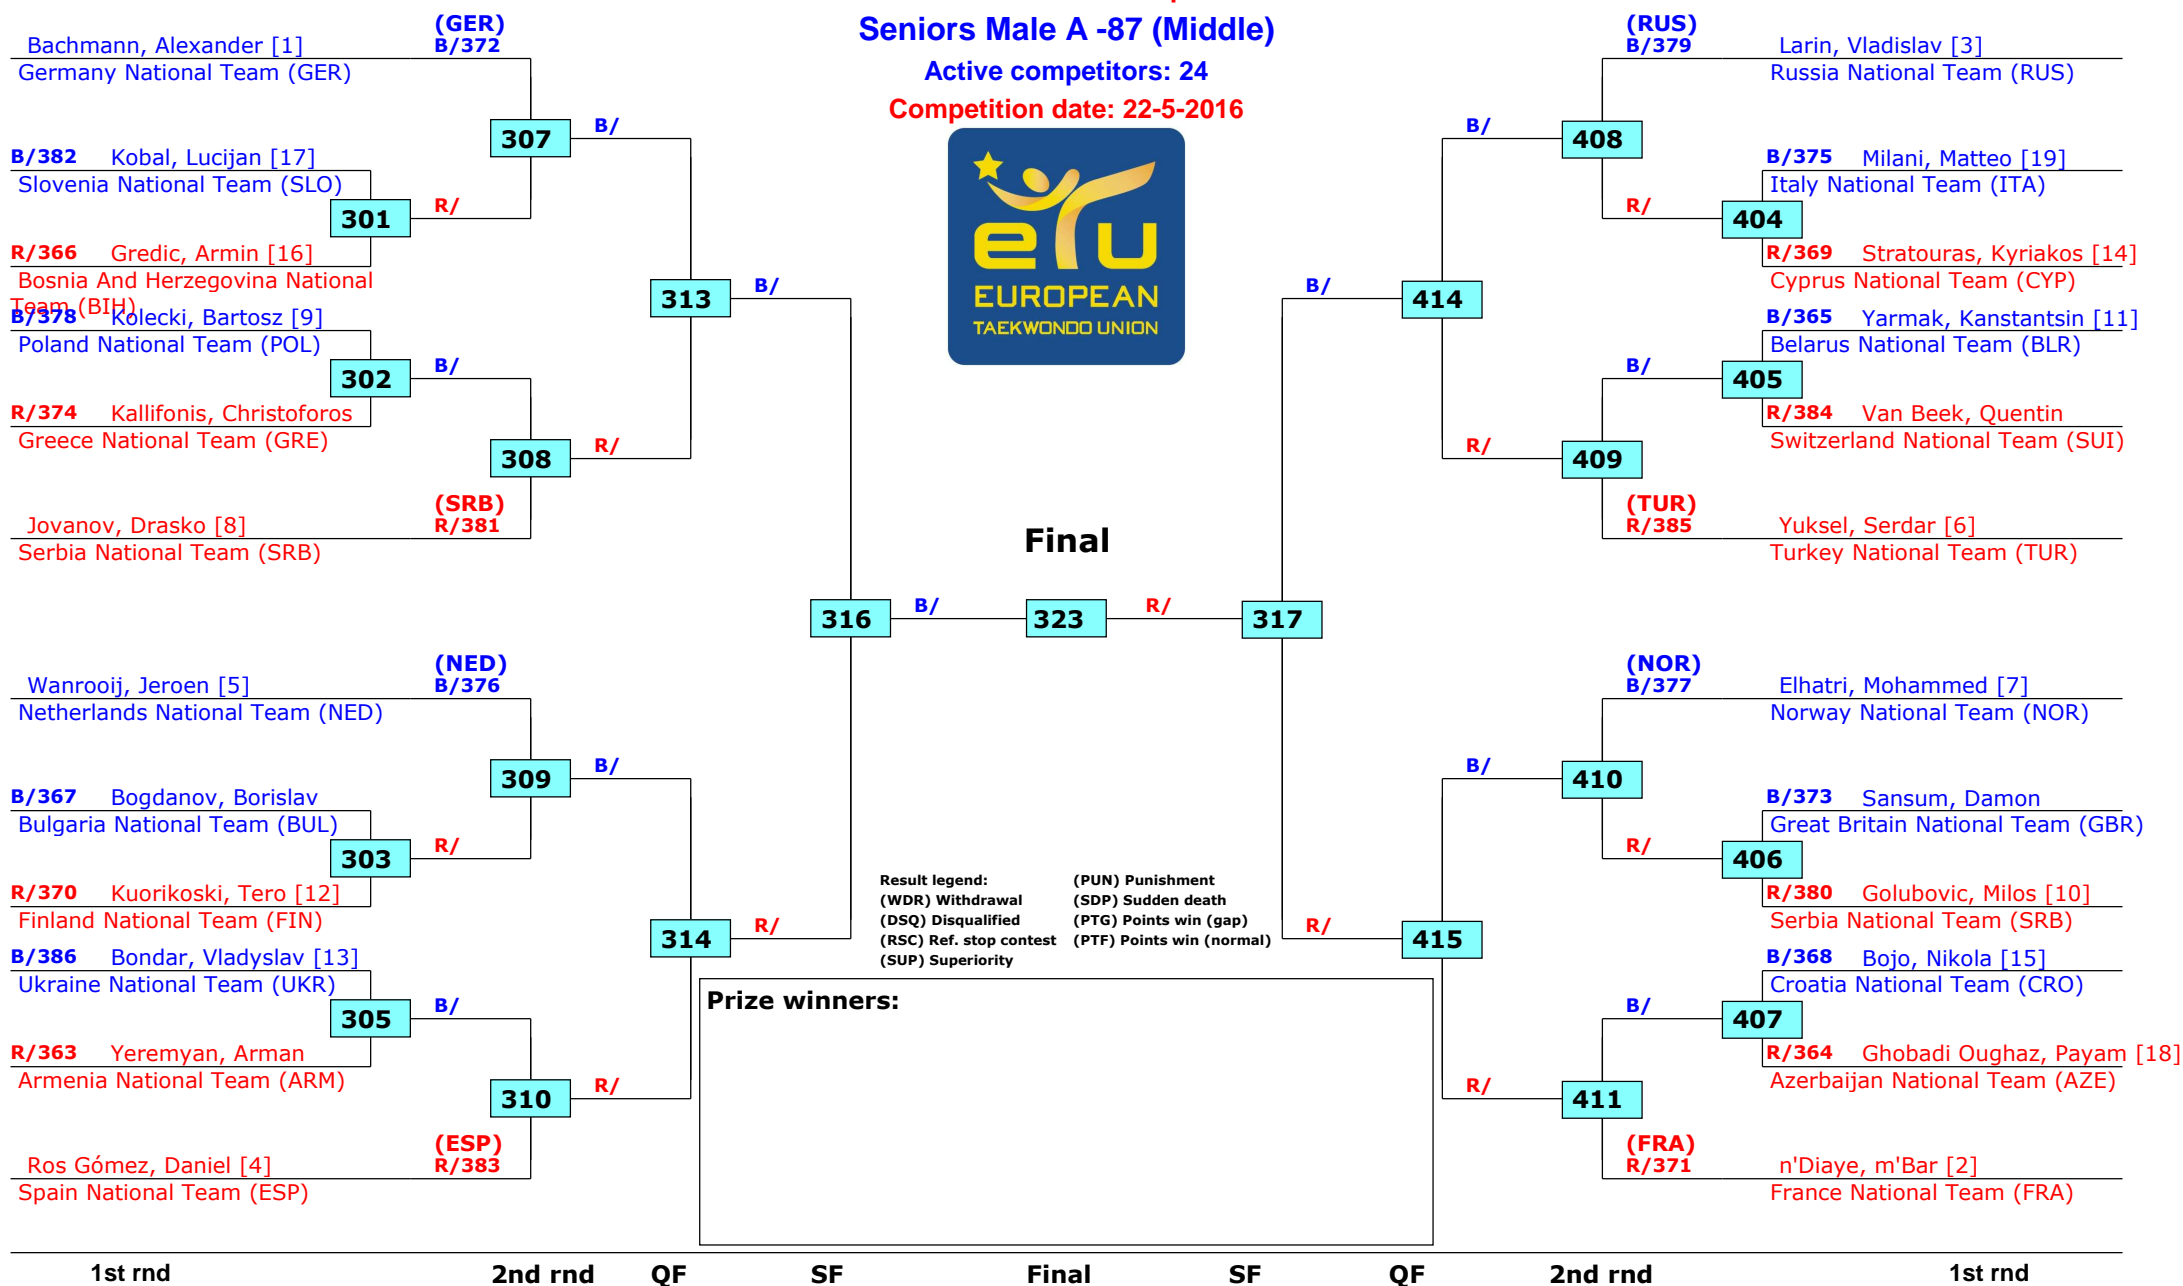 Seniors Male A -87 (Middle)
Active competitors: 24
Competition date: 22-5-2016
eTu
EUROPEAN
TAEKWONDO UNION
(GER)
Bachmann, Alexander [1] B/372
Germany National Team (GER)
307
B/
B/382 Kobal, Lucijan [17]
Slovenia National Team (SLO)
301
R/
R/366 Gredic, Armin [16]
Bosnia And Herzegovina National
Team (BIH)
313
B/
B/378 Kolecki, Bartosz [9]
Poland National Team (POL)
302
B/
R/374 Kallifonis, Christoforos
Greece National Team (GRE)
308
R/
(SRB)
Jovanov, Drasko [8] R/381
Serbia National Team (SRB)
316
B/
(NED)
Wanrooij, Jeroen [5] B/376
Netherlands National Team (NED)
309
B/
B/367 Bogdanov, Borislav
Bulgaria National Team (BUL)
303
R/
R/370 Kuorikoski, Tero [12]
Finland National Team (FIN)
314
R/
B/386 Bondar, Vladyslav [13]
Ukraine National Team (UKR)
305
B/
R/363 Yeremyan, Arman
Armenia National Team (ARM)
310
R/
(ESP)
Ros Gómez, Daniel [4] R/383
Spain National Team (ESP)
Final
323
R/
317
(RUS)
B/379 Larin, Vladislav [3]
Russia National Team (RUS)
B/
408
B/375 Milani, Matteo [19]
Italy National Team (ITA)
R/
404
R/369 Stratouras, Kyriakos [14]
Cyprus National Team (CYP)
B/
414
B/365 Yarmak, Kanstantsin [11]
Belarus National Team (BLR)
B/
405
R/384 Van Beek, Quentin
Switzerland National Team (SUI)
R/
409
(TUR)
R/385 Yuksel, Serdar [6]
Turkey National Team (TUR)
(NOR)
B/377 Elhatri, Mohammed [7]
Norway National Team (NOR)
B/
410
B/373 Sansum, Damon
Great Britain National Team (GBR)
R/
406
R/380 Golubovic, Milos [10]
Serbia National Team (SRB)
R/
415
B/368 Bojo, Nikola [15]
Croatia National Team (CRO)
B/
407
R/364 Ghobadi Oughaz, Payam [18]
Azerbaijan National Team (AZE)
R/
411
(FRA)
R/371 n'Diaye, m'Bar [2]
France National Team (FRA)
Result legend: (PUN) Punishment
(WDR) Withdrawal (SDP) Sudden death
(DSQ) Disqualified (PTG) Points win (gap)
(RSC) Ref. stop contest (PTF) Points win (normal)
(SUP) Superiority
Prize winners:
1st rnd 2nd rnd QF SF Final SF QF 2nd rnd 1st rnd